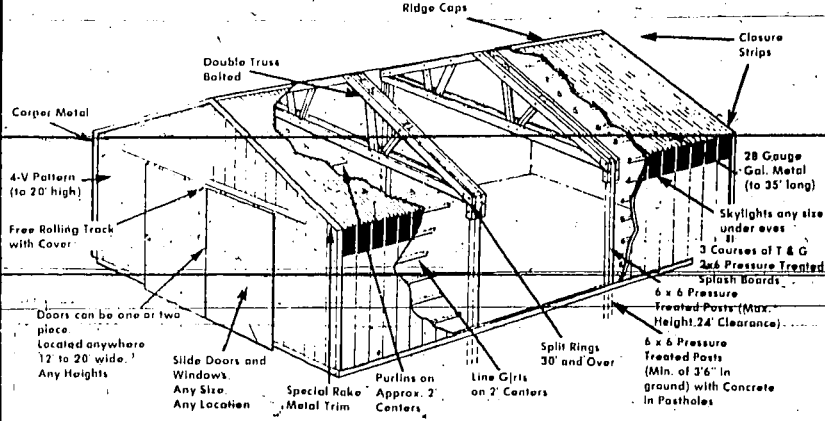 Ridge Caps
Closure
Strips
Double Truss
Bolted
Corner Metal
4-V Pattern
(to 20' high)
28 Gauge
Gal. Metal
(to 35' long)
Free Rolling Track
with Cover
Skylights any size
under eves
3 Courses of T & G
2x6 Pressure Treated
Splash Boards
6 x 6 Pressure
Treated Posts (Max.
Height 24' Clearance)
Doors can be one or two
piece.
Located anywhere
12' to 20' wide.
Any Heights
Slide Doors and
Windows
Any Size
Any Location
Special Rake
Metal Trim
Purlins on
Approx. 2'
Centers
Line Girts
on 2' Centers
Split Rings
30' and Over
6 x 6 Pressure
Treated Posts
(Min. of 3'6" in
ground) with Concrete
In Postholes